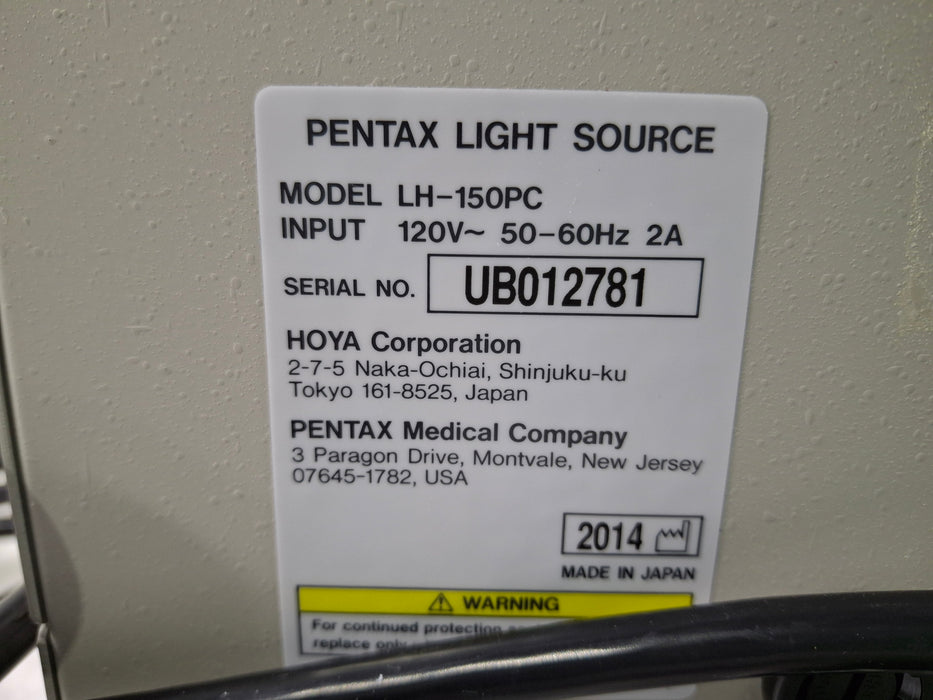 PENTAX LIGHT SOURCE
MODEL LH-150PC
INPUT 120V~ 50-60Hz 2A
SERIAL NO. UB012781
HOYA Corporation
2-7-5 Naka-Ochiai, Shinjuku-ku
Tokyo 161-8525, Japan
PENTAX Medical Company
3 Paragon Drive, Montvale, New Jersey
07645-1782, USA
2014
MADE IN JAPAN
WARNING
For continued protection
replace only